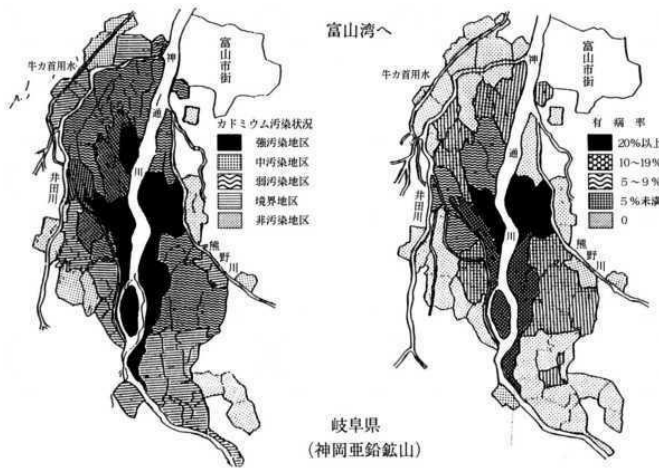 富山湾へ
牛カ首用水
神
通
川
井田川
熊野川
富山市街
カドミウム汚染状況
強汚染地区
中汚染地区
弱汚染地区
境界地区
非汚染地区
牛カ首用水
神
通
川
井田川
熊野川
富山市街
有病率
20%以上
10〜19%
5〜9%
5%未満
0
岐阜県
(神岡亜鉛鉱山)